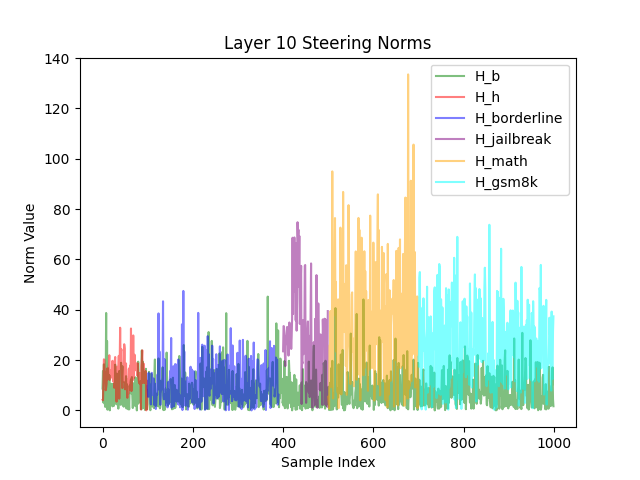 Layer 10 Steering Norms
140
120
100
80
60
40
20
0
Norm Value
0 200 400 600 800 1000
Sample Index
H_b
H_h
H_borderline
H_jailbreak
H_math
H_gsm8k